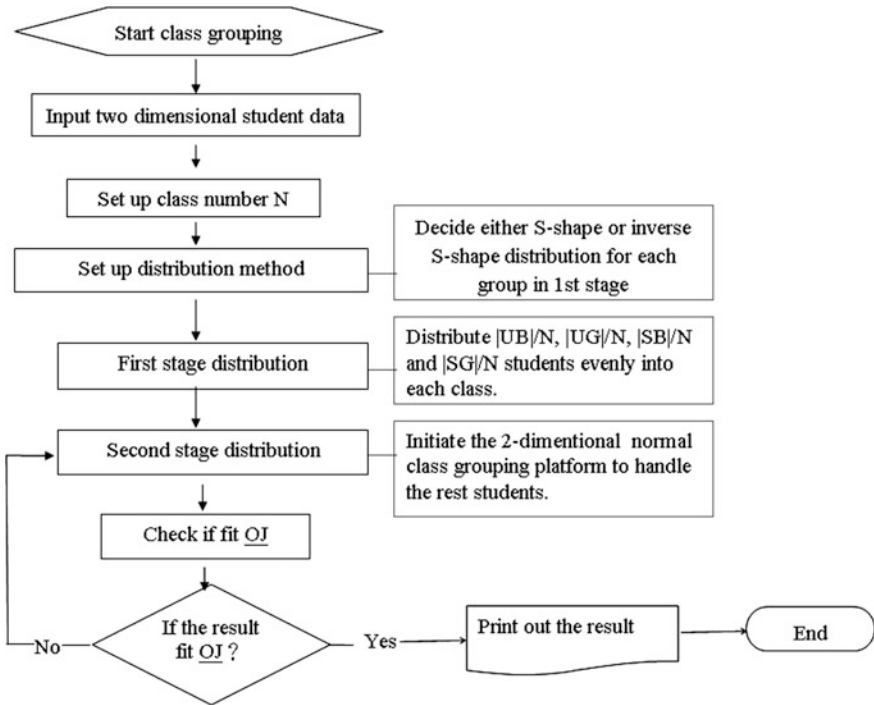 Start class grouping
Input two dimensional student data
Set up class number N
Set up distribution method
Decide either S-shape or inverse
S-shape distribution for each
group in 1st stage
First stage distribution
Distribute |UB|/N, |UG|/N, |SB|/N
and |SG|/N students evenly into
each class.
Second stage distribution
Initiate the 2-dimentional normal
class grouping platform to handle
the rest students.
Check if fit OJ
If the result
fit OJ ?
No
Yes
Print out the result
End